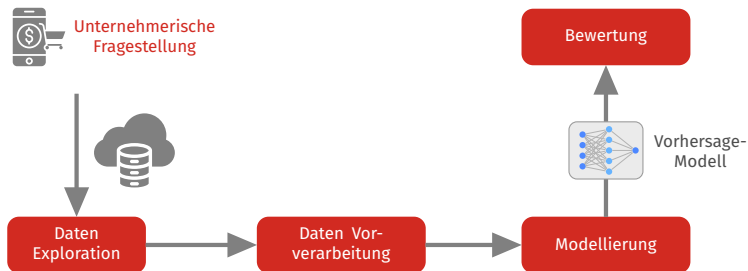 Unternehmerische
Fragestellung
Bewertung
Vorhersage-
Modell
Daten
Exploration
Daten Vor-
verarbeitung
Modellierung